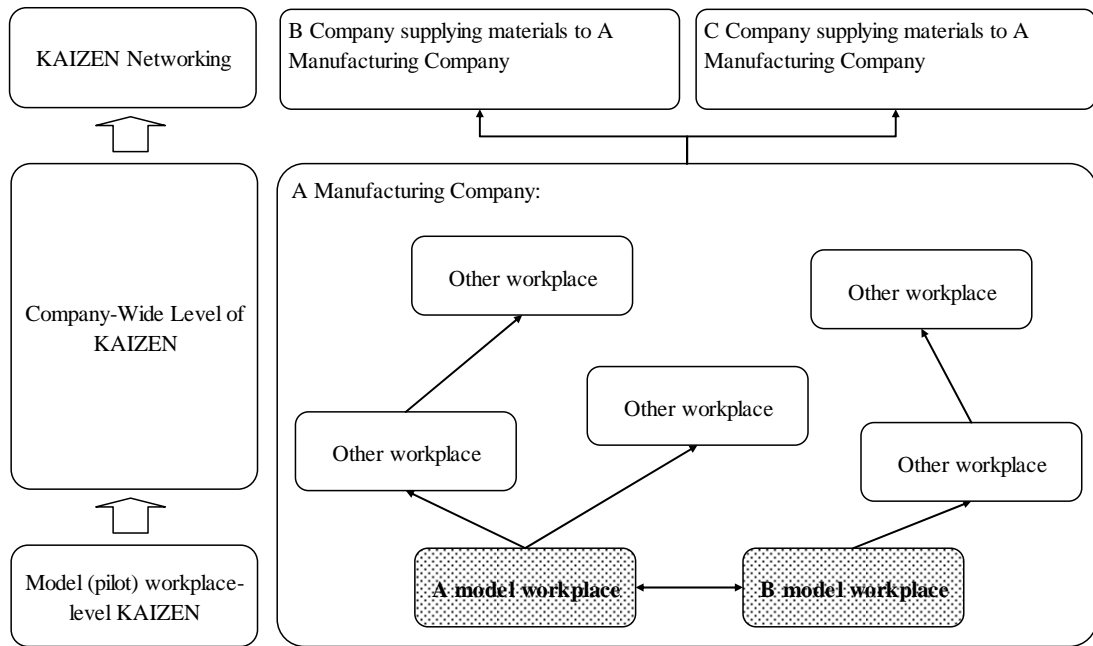 KAIZEN Networking
B Company supplying materials to A
Manufacturing Company
C Company supplying materials to A
Manufacturing Company
Company-Wide Level of
KAIZEN
A Manufacturing Company:
Other workplace
Other workplace
Other workplace
Other workplace
Other workplace
Model (pilot) workplace-
level KAIZEN
A model workplace
B model workplace